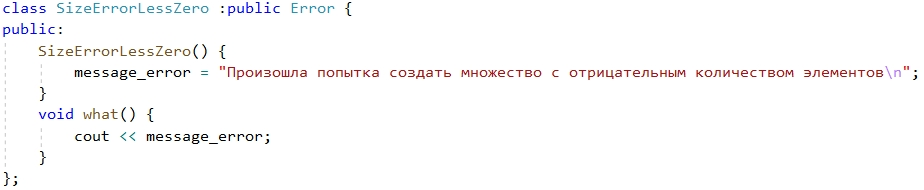 class SizeErrorLessZero :public Error {
public:
    SizeErrorLessZero() {
        message_error = "Произошла попытка создать множество с отрицательным количеством элементов\n";
    }
    void what() {
        cout << message_error;
    }
};